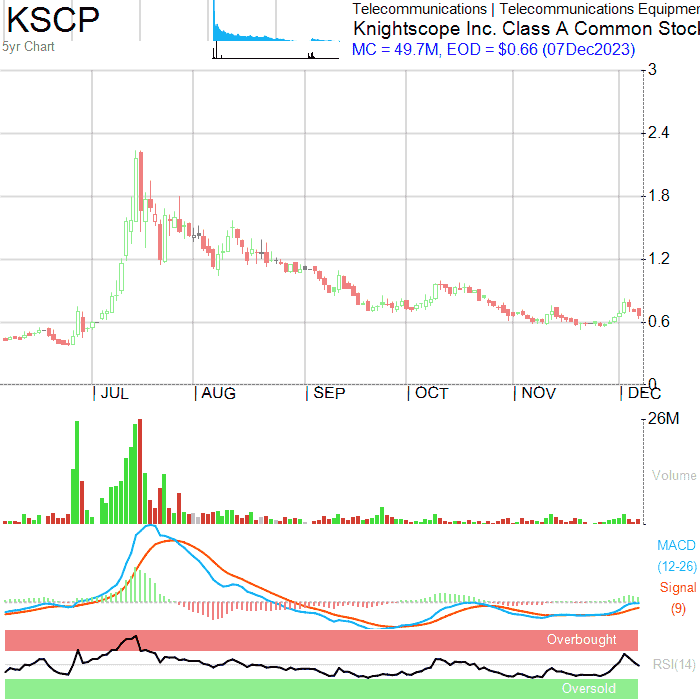 KSCP
5yr Chart
Telecommunications | Telecommunications Equipmen
Knightscope Inc. Class A Common Stoc
MC = 49.7M, EOD = $0.66 (07Dec2023)
3
2.4
1.8
1.2
0.6
0
JUL AUG SEP OCT NOV DEC
26M
Volume
MACD
(12-26)
Signal
(9)
Overbought
RSI(14)
Oversold